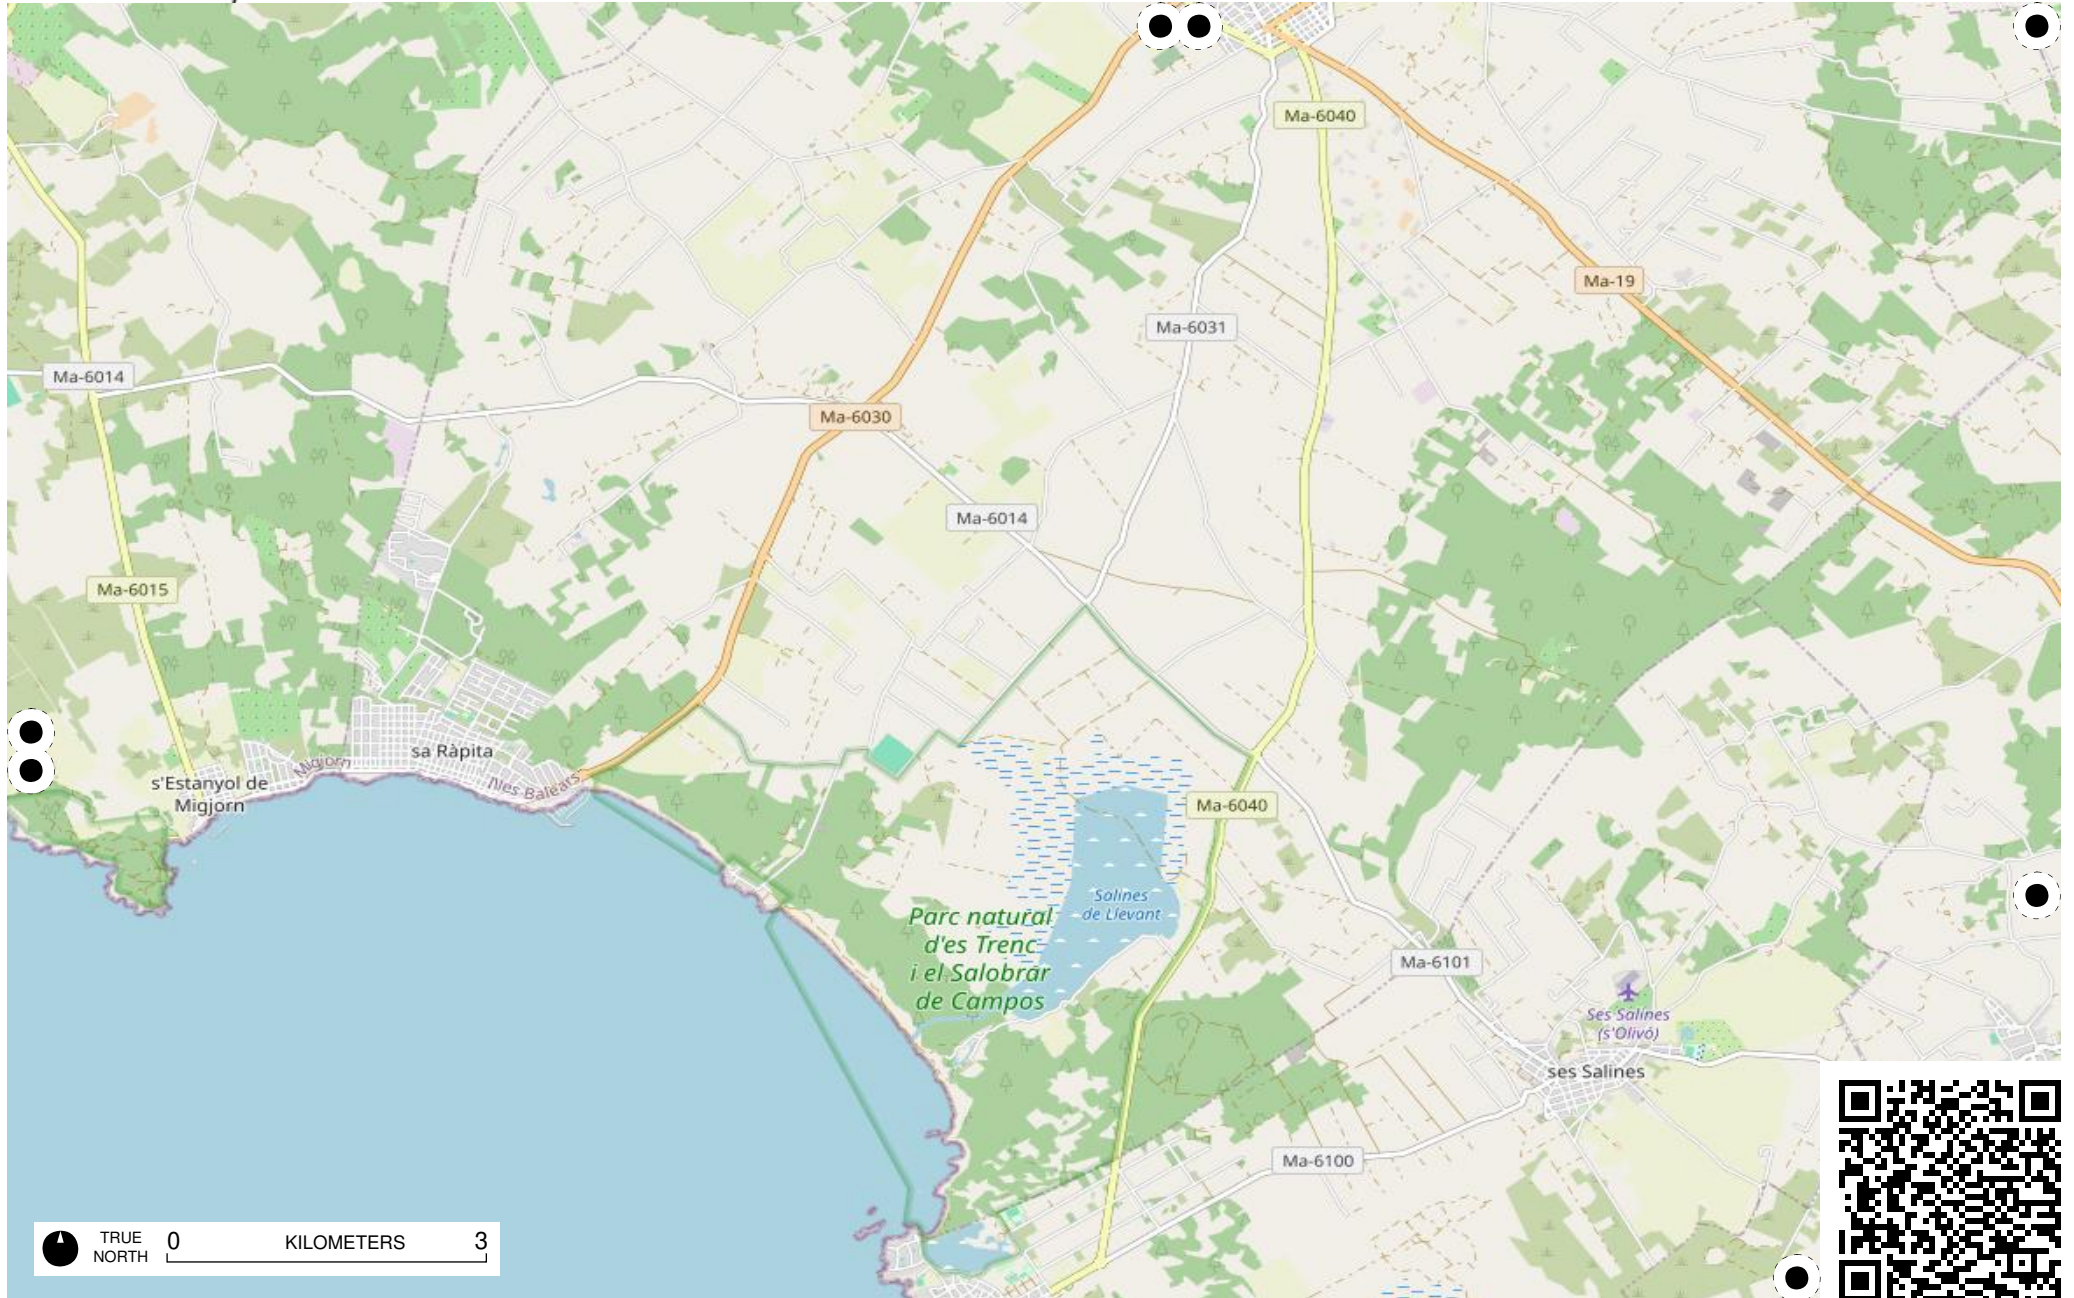 Ma-6040
Ma-19
Ma-6031
Ma-6014
Ma-6030
Ma-6014
Ma-6015
sa Ràpita
s'Estanyol de
Migjorn
Migjorn
Illes Balears
Ma-6040
Salines
de Llevant
Parc natural
d'es Trenc
i el Salobrar
de Campos
Ma-6101
Ses Salines
(s'Olivó)
ses Salines
Ma-6100
TRUE
NORTH
0 KILOMETERS 3